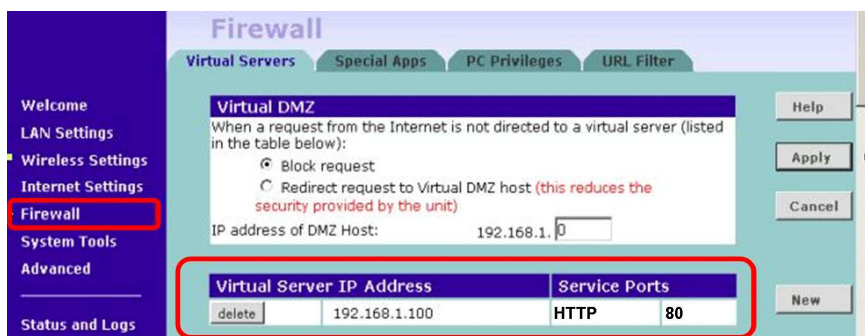 Firewall
Virtual Servers
Special Apps
PC Privileges
URL Filter
Welcome
LAN Settings
Wireless Settings
Internet Settings
Firewall
System Tools
Advanced
Status and Logs
Virtual DMZ
When a request from the Internet is not directed to a virtual server (listed
in the table below):
Block request
Redirect request to Virtual DMZ host (this reduces the
security provided by the unit)
IP address of DMZ Host: 192.168.1. 0
Virtual Server IP Address Service Ports
delete 192.168.1.100 HTTP 80
Help
Apply
Cancel
New